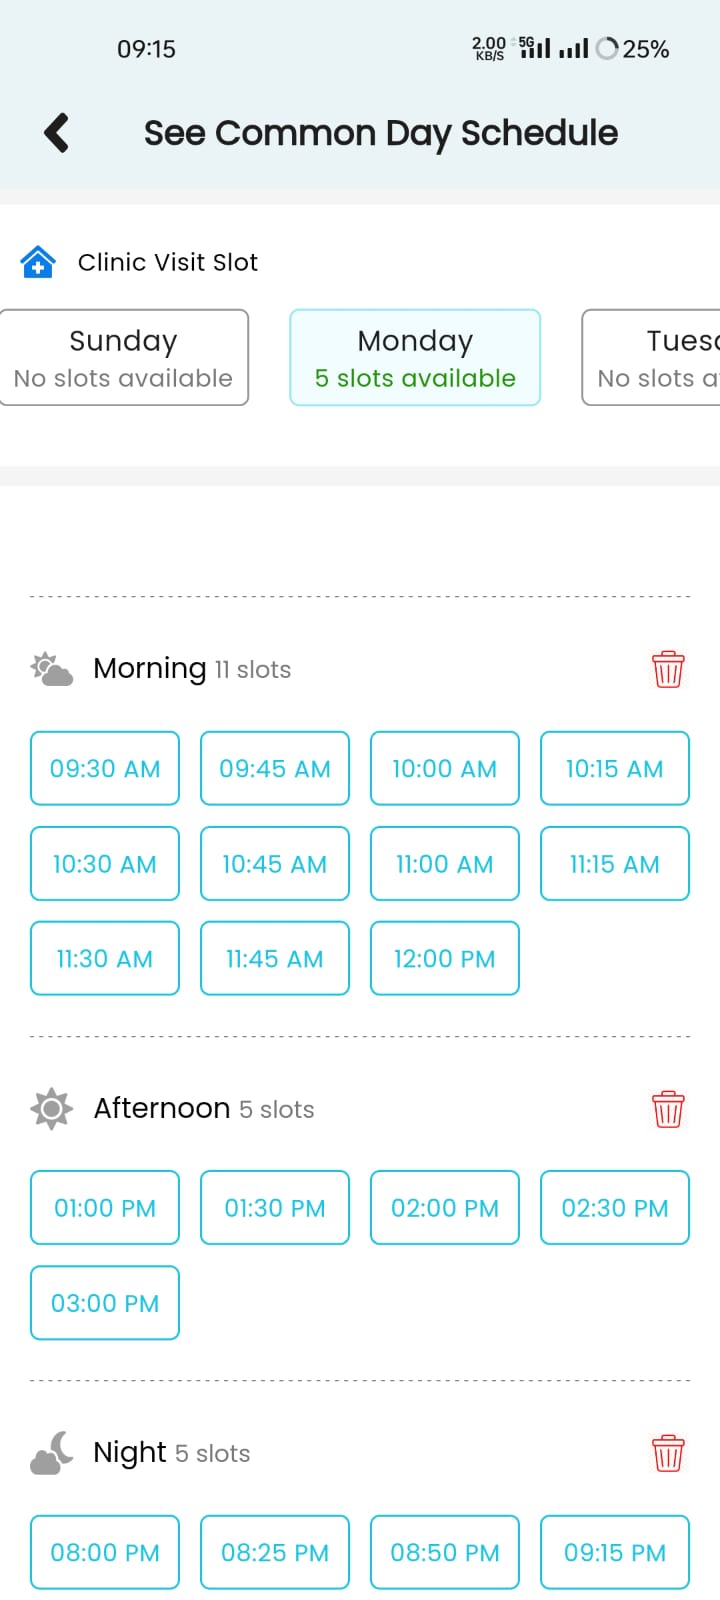 09:15
2.00 KB/S 5G 25%
See Common Day Schedule
Clinic Visit Slot
Sunday
No slots available
Monday
5 slots available
Tues
No slots a
Morning 11 slots
09:30 AM 09:45 AM 10:00 AM 10:15 AM
10:30 AM 10:45 AM 11:00 AM 11:15 AM
11:30 AM 11:45 AM 12:00 PM
Afternoon 5 slots
01:00 PM 01:30 PM 02:00 PM 02:30 PM
03:00 PM
Night 5 slots
08:00 PM 08:25 PM 08:50 PM 09:15 PM